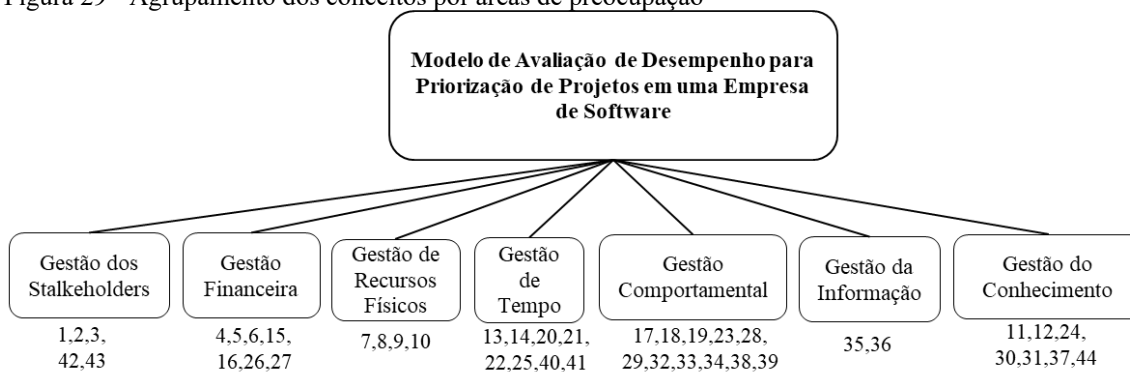 Figura 29 - Agrupamento dos conceitos por áreas de preocupação
Modelo de Avaliação de Desempenho para
Priorização de Projetos em uma Empresa
de Software
Gestão dos
Stalkeholders
1,2,3,
42,43
Gestão
Financeira
4,5,6,15,
16,26,27
Gestão de
Recursos
Físicos
7,8,9,10
Gestão
de
Tempo
13,14,20,21,
22,25,40,41
Gestão
Comportamental
17,18,19,23,28,
29,32,33,34,38,39
Gestão da
Informação
35,36
Gestão do
Conhecimento
11,12,24,
30,31,37,44